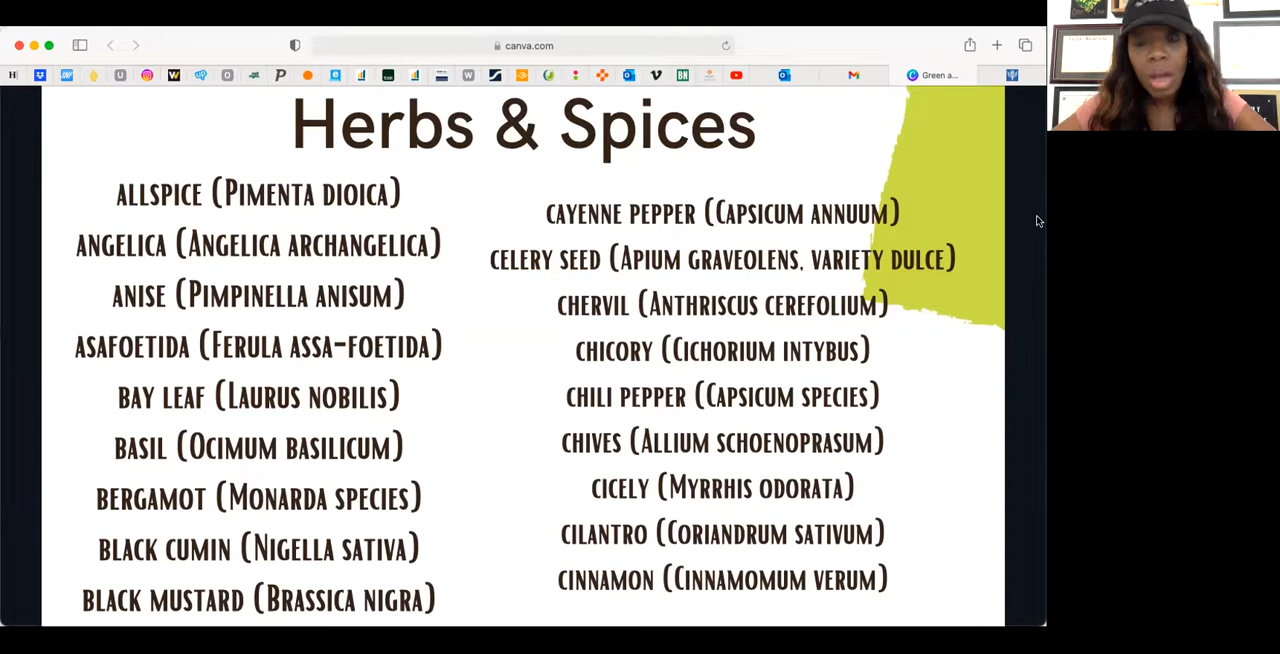 canva.com
Green a...
Herbs & Spices
ALLSPICE (PIMENTA DIOICA)
ANGELICA (ANGELICA ARCHANGELICA)
ANISE (PIMPINELLA ANISUM)
ASAFOETIDA (FERULA ASSA-FOETIDA)
BAY LEAF (LAURUS NOBILIS)
BASIL (OCIMUM BASILICUM)
BERGAMOT (MONARDA SPECIES)
BLACK CUMIN (NIGELLA SATIVA)
BLACK MUSTARD (BRASSICA NIGRA)
CAYENNE PEPPER (CAPSICUM ANNUUM)
CELERY SEED (APIUM GRAVEOLENS, VARIETY DULCE)
CHERVIL (ANTHRISCUS CEREFOLIUM)
CHICORY (CICHORIUM INTYBUS)
CHILI PEPPER (CAPSICUM SPECIES)
CHIVES (ALLIUM SCHOENOPRASUM)
CICELY (MYRRHIS ODORATA)
CILANTRO (CORIANDRUM SATIVUM)
CINNAMON (CINNAMOMUM VERUM)